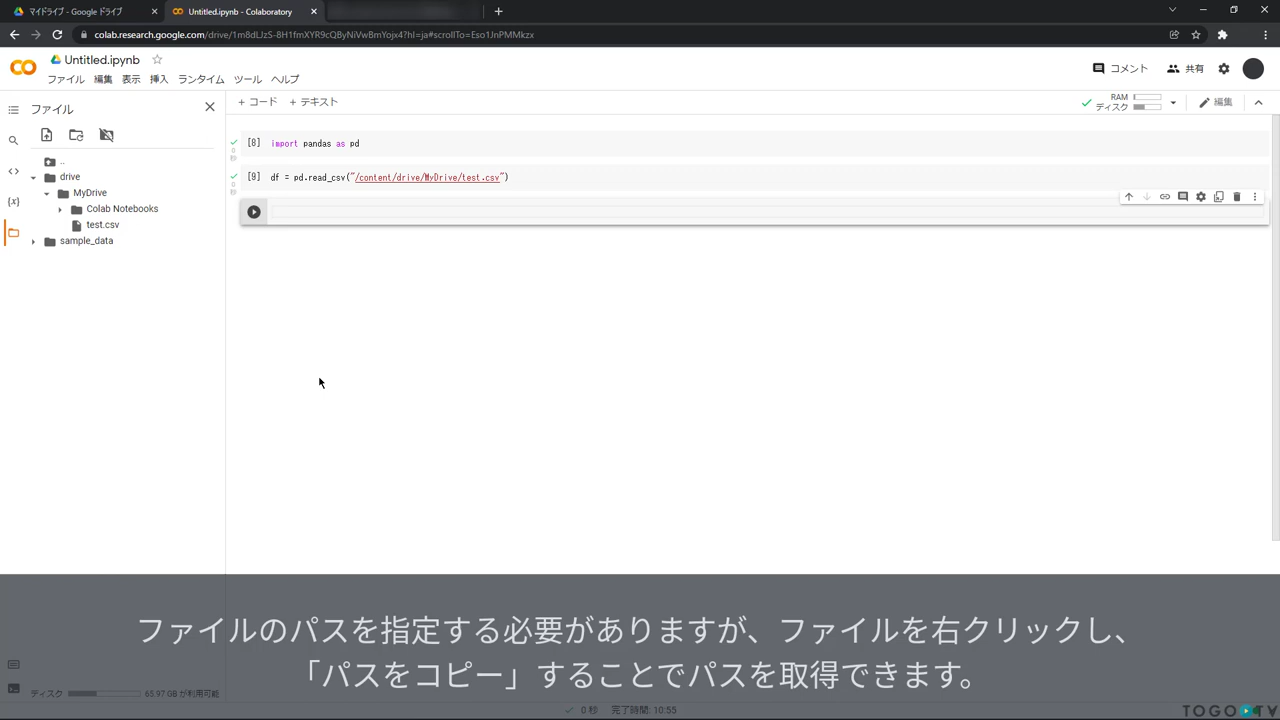 マイドライブ - Google ドライブ
Untitled.ipynb - Colaboratory
colab.research.google.com/drive/1m8dLJzS-8H1fmXYR9cQByNiVwBmYojx4?hl=ja#scrollTo=Eso1JnPMMkzx
Untitled.ipynb
ファイル 編集 表示 挿入 ランタイム ツール ヘルプ
コメント 共有
ファイル
+ コード + テキスト
RAM
ディスク
編集
..
drive
MyDrive
Colab Notebooks
test.csv
sample_data
[8] import pandas as pd
0
秒
[9] df = pd.read_csv("/content/drive/MyDrive/test.csv")
0
秒
ファイルのパスを指定する必要がありますが、ファイルを右クリックし、
「パスをコピー」することでパスを取得できます。
ディスク 65.97 GB が利用可能
0 秒 完了時間: 10:55
TOGO TV